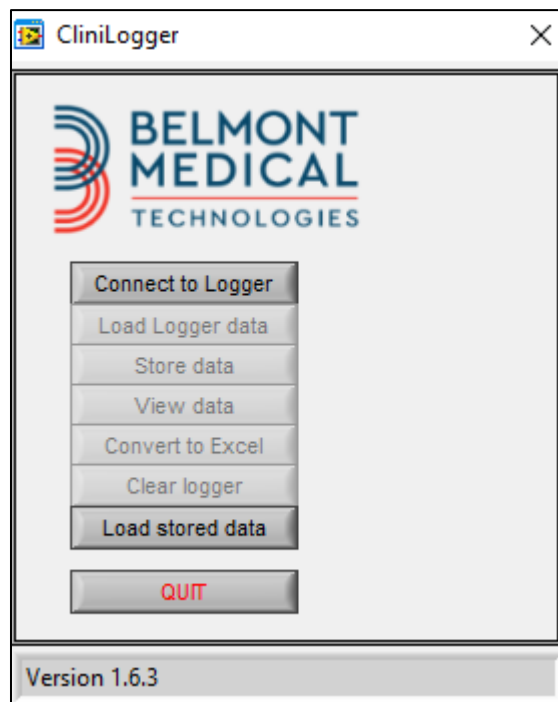 CliniLogger
BELMONT
MEDICAL
TECHNOLOGIES
Connect to Logger
Load Logger data
Store data
View data
Convert to Excel
Clear logger
Load stored data
QUIT
Version 1.6.3